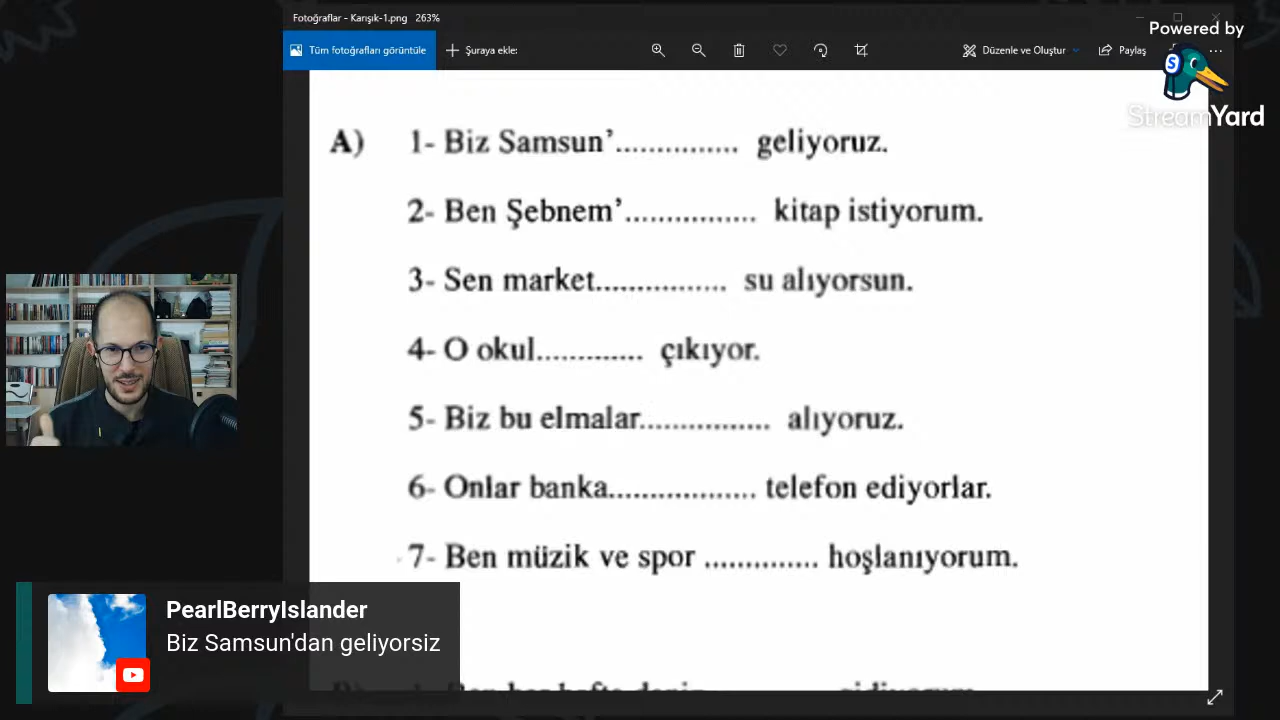 Fotoğraflar - Karışık-1.png 263%
Tüm fotoğrafları görüntüle
Şuraya ekle:
Düzenle ve Oluştur
Paylaş
Powered by
StreamYard
A) 1- Biz Samsun’............... geliyoruz.
2- Ben Şebnem’................ kitap istiyorum.
3- Sen market................ su alıyorsun.
4- O okul............. çıkıyor.
5- Biz bu elmalar................ alıyoruz.
6- Onlar banka.................. telefon ediyorlar.
7- Ben müzik ve spor .............. hoşlanıyorum.
PearlBerryIslander
Biz Samsun'dan geliyorsiz